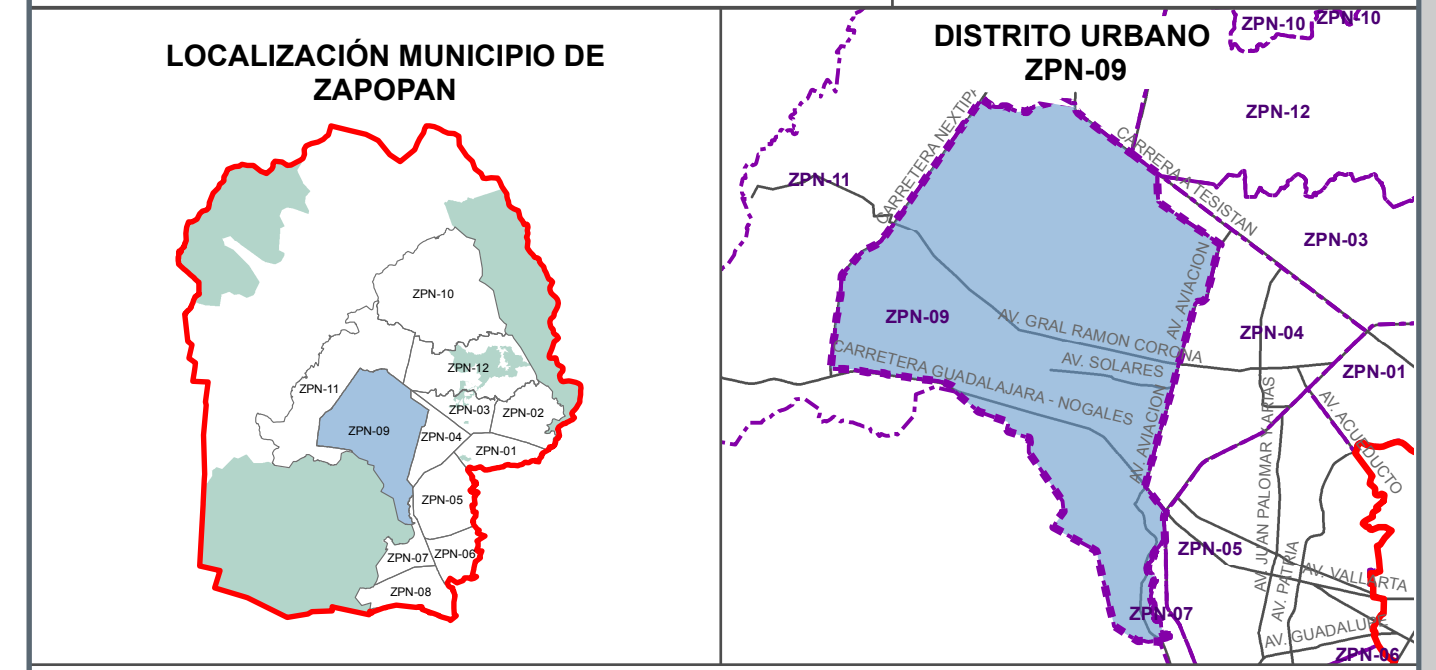 LOCALIZACIÓN MUNICIPIO DE
ZAPOPAN
ZPN-10
ZPN-12
ZPN-11
ZPN-03
ZPN-02
ZPN-09
ZPN-04
ZPN-01
ZPN-05
ZPN-07
ZPN-06
ZPN-08
DISTRITO URBANO
ZPN-09
ZPN-10
ZPN-10
ZPN-12
CARRETERA NEXTIPA
CARRERA A TESISTAN
ZPN-11
ZPN-03
AV. AVIACION
ZPN-09
AV. GRAL RAMON CORONA
ZPN-04
CARRETERA GUADALAJARA - NOGALES
AV. SOLARES
ZPN-01
AV. AVIACION
AV. ACUEDUCTO
AV. JUAN PALOMAR Y ARIAS
ZPN-05
AV. PATRIA
AV. VALLARTA
ZPN-07
AV. GUADALUPE
ZPN-06